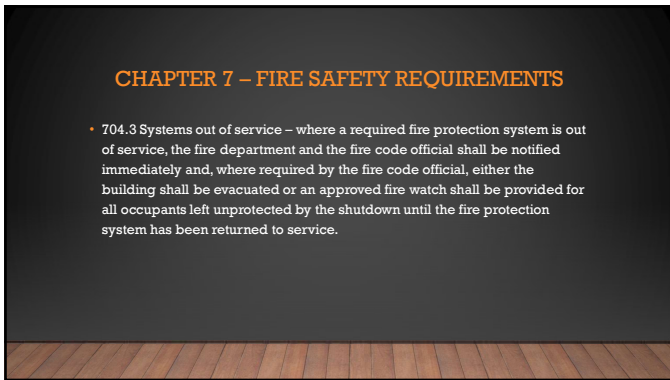 CHAPTER 7 – FIRE SAFETY REQUIREMENTS
• 704.3 Systems out of service – where a required fire protection system is out
of service, the fire department and the fire code official shall be notified
immediately and, where required by the fire code official, either the
building shall be evacuated or an approved fire watch shall be provided for
all occupants left unprotected by the shutdown until the fire protection
system has been returned to service.